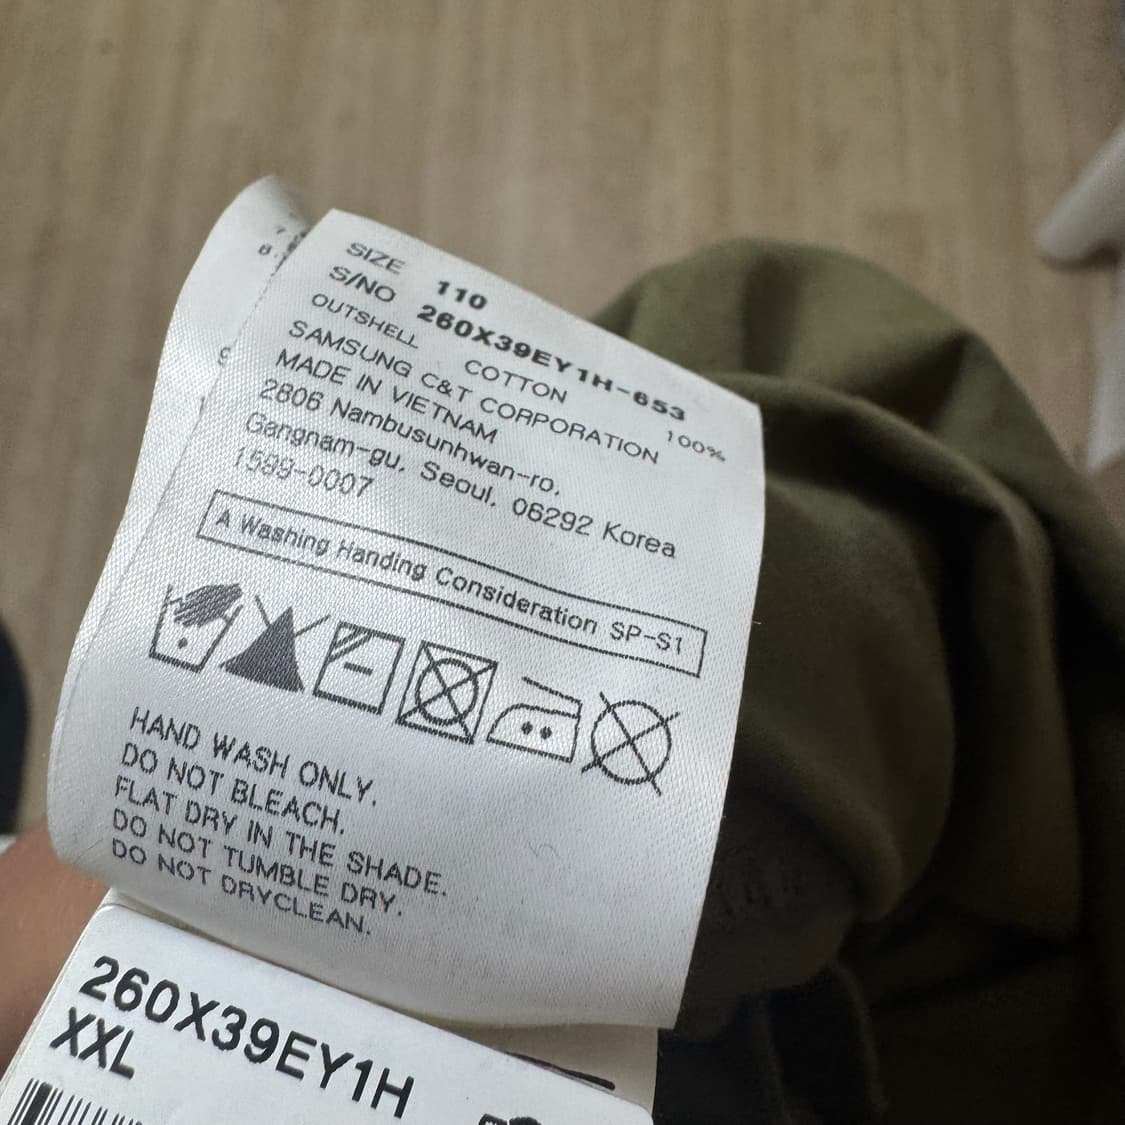 SIZE 110
S/NO 260X39EY1H-653
OUTSHELL COTTON 100%
SAMSUNG C&T CORPORATION
MADE IN VIETNAM
2806 Nambusunhwan-ro,
Gangnam-gu, Seoul, 06292 Korea
1599-0007
A Washing Handing Consideration SP-S1
HAND WASH ONLY.
DO NOT BLEACH.
FLAT DRY IN THE SHADE.
DO NOT TUMBLE DRY.
DO NOT DRYCLEAN.
260X39EY1H
XXL